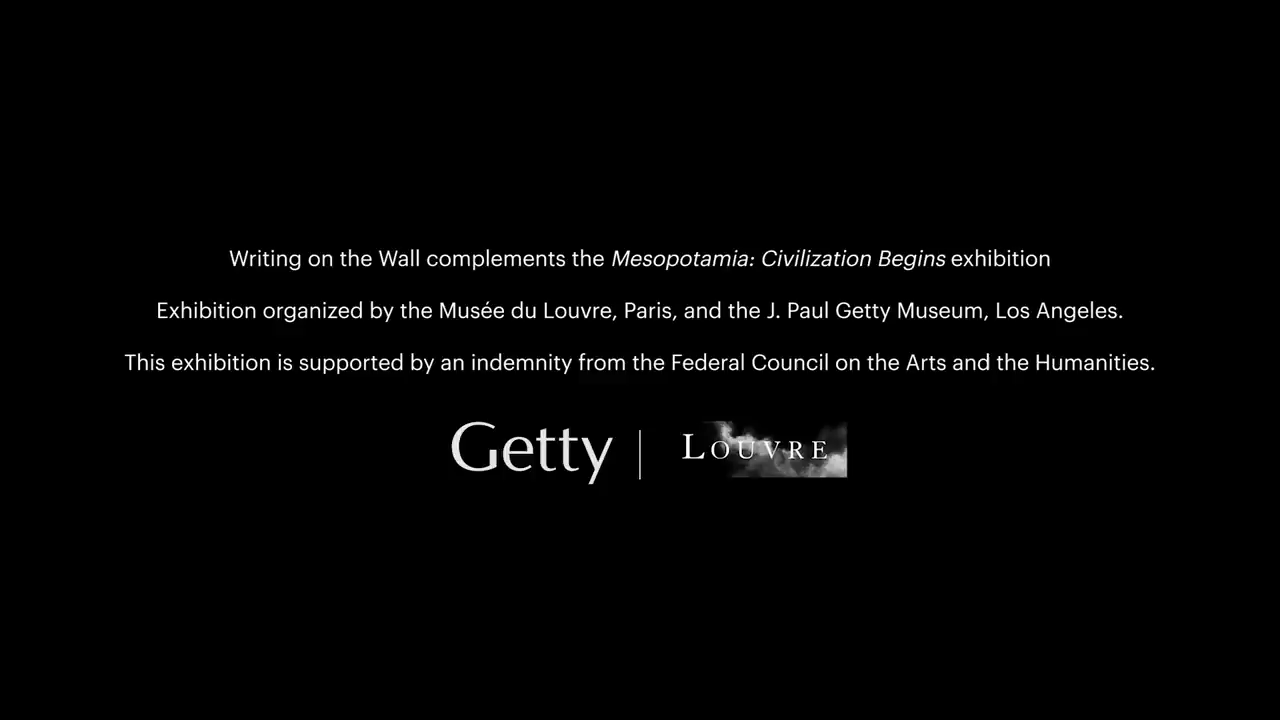 Writing on the Wall complements the Mesopotamia: Civilization Begins exhibition
Exhibition organized by the Musée du Louvre, Paris, and the J. Paul Getty Museum, Los Angeles.
This exhibition is supported by an indemnity from the Federal Council on the Arts and the Humanities.
Getty | LOUVRE